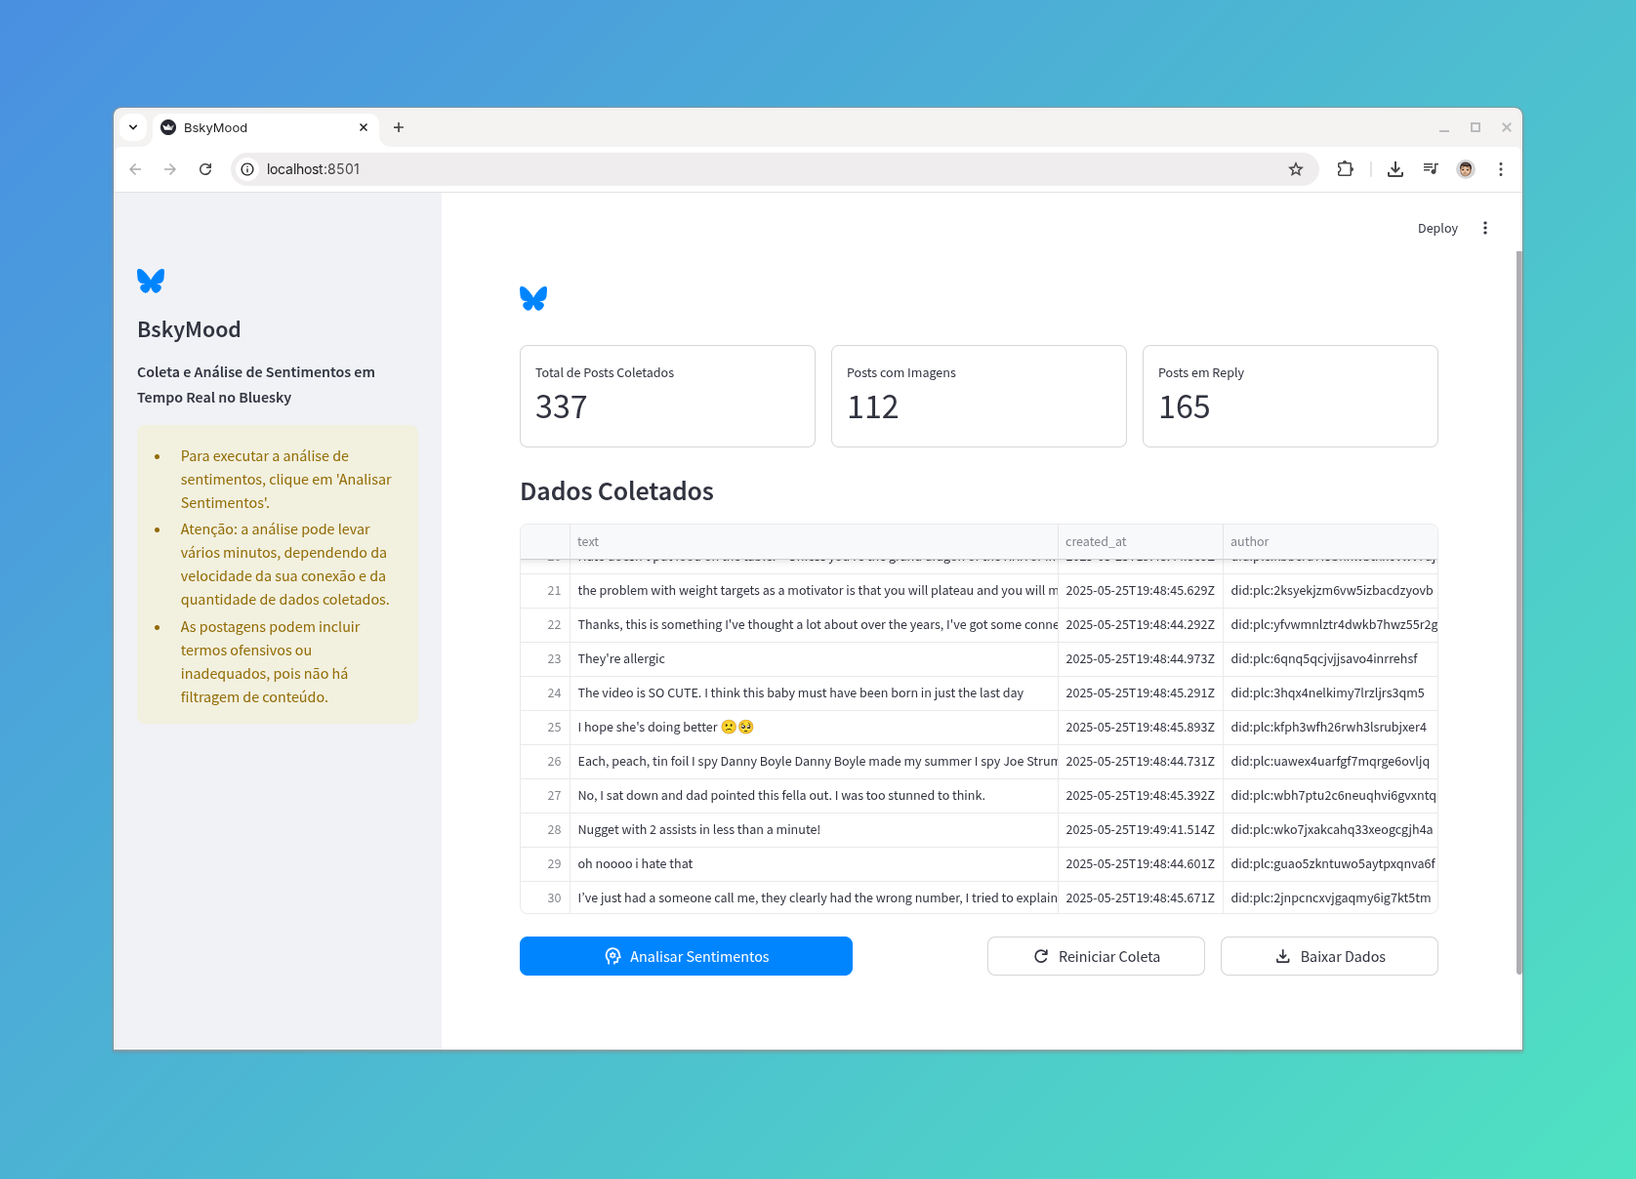 BskyMood
localhost:8501
Deploy
BskyMood
Coleta e Análise de Sentimentos em
Tempo Real no Bluesky
Para executar a análise de
sentimentos, clique em 'Analisar
Sentimentos'.
Atenção: a análise pode levar
vários minutos, dependendo da
velocidade da sua conexão e da
quantidade de dados coletados.
As postagens podem incluir
termos ofensivos ou
inadequados, pois não há
filtragem de conteúdo.
Total de Posts Coletados
337
Posts com Imagens
112
Posts em Reply
165
Dados Coletados
text created_at author
21 the problem with weight targets as a motivator is that you will plateau and you will m 2025-05-25T19:48:45.629Z did:plc:2ksyekjzm6vw5izbacdzyovb
22 Thanks, this is something I've thought a lot about over the years, I've got some conne 2025-05-25T19:48:44.292Z did:plc:yfvwmnlztr4dwkb7hwz55r2g
23 They're allergic 2025-05-25T19:48:44.973Z did:plc:6qnq5qcjvjjsavo4inrrehsf
24 The video is SO CUTE. I think this baby must have been born in just the last day 2025-05-25T19:48:45.291Z did:plc:3hqx4nelkimy7lrzljrs3qm5
25 I hope she's doing better 🙁🥺 2025-05-25T19:48:45.893Z did:plc:kfph3wfh26rwh3lsrubjxer4
26 Each, peach, tin foil I spy Danny Boyle Danny Boyle made my summer I spy Joe Strum 2025-05-25T19:48:44.731Z did:plc:uawex4uarfgf7mqrge6ovljq
27 No, I sat down and dad pointed this fella out. I was too stunned to think. 2025-05-25T19:48:45.392Z did:plc:wbh7ptu2c6neuqhvi6gvxntq
28 Nugget with 2 assists in less than a minute! 2025-05-25T19:49:41.514Z did:plc:wko7jxakcahq33xeogcgjh4a
29 oh noooo i hate that 2025-05-25T19:48:44.601Z did:plc:guao5zkntuwo5aytpxqnva6f
30 I've just had a someone call me, they clearly had the wrong number, I tried to explain 2025-05-25T19:48:45.671Z did:plc:2jnpcncxvjgaqmy6ig7kt5tm
Analisar Sentimentos
Reiniciar Coleta
Baixar Dados